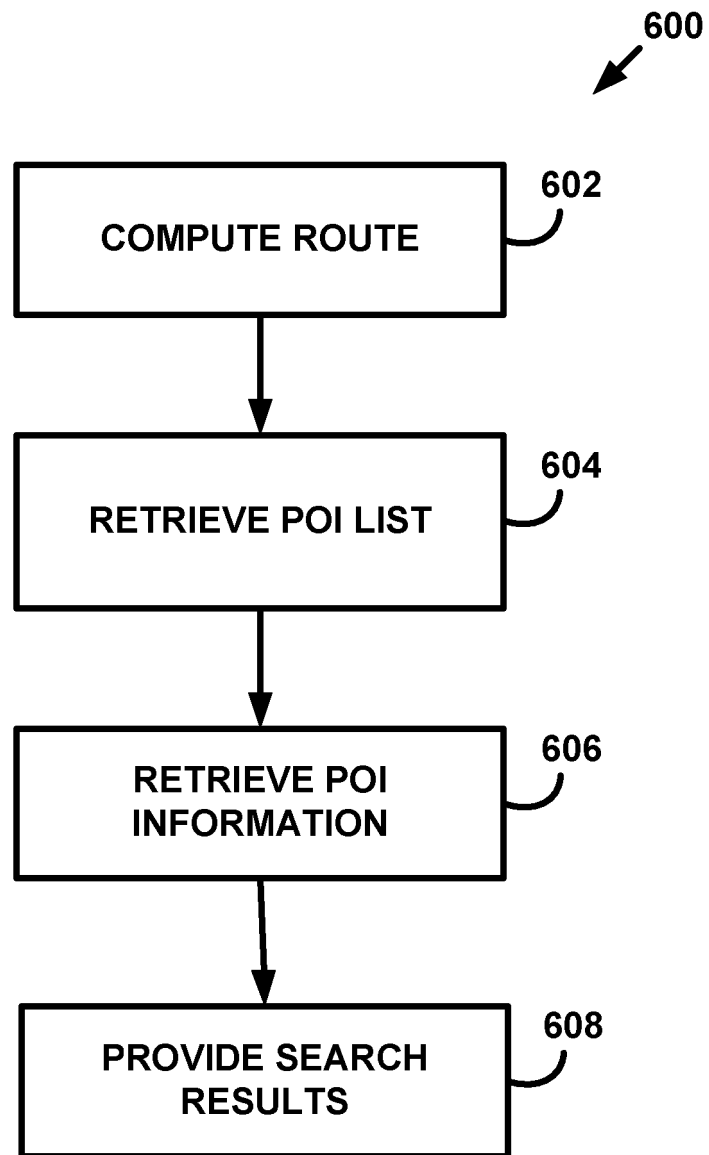 600
602
COMPUTE ROUTE
604
RETRIEVE POI LIST
606
RETRIEVE POI
INFORMATION
608
PROVIDE SEARCH
RESULTS